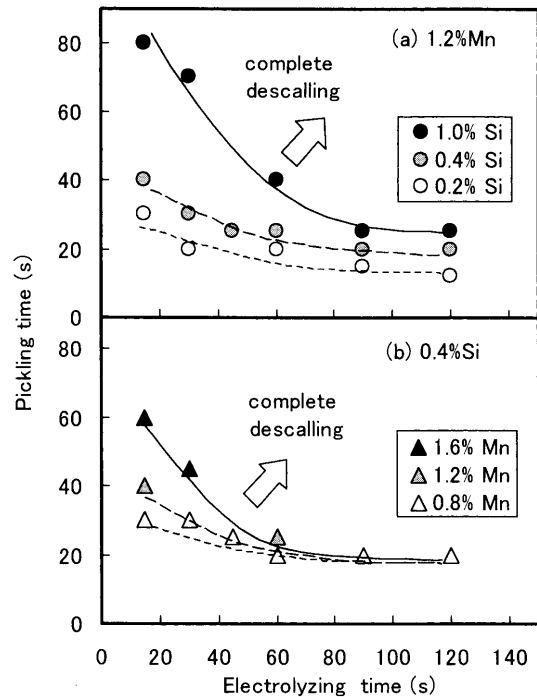 80
60
40
20
0
(a) 1.2%Mn
complete
descalling
1.0% Si
0.4% Si
0.2% Si
Pickling time (s)
80
60
40
20
0
(b) 0.4%Si
complete
descalling
1.6% Mn
1.2% Mn
0.8% Mn
0 20 40 60 80 100 120 140
Electrolyzing time (s)